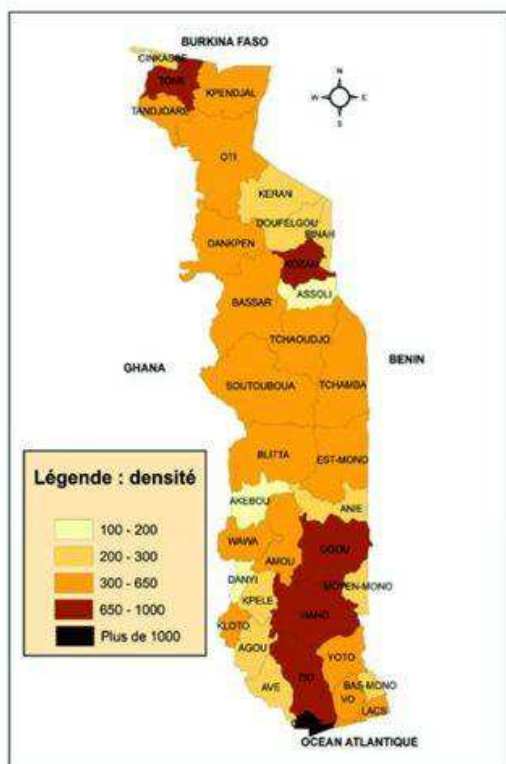 BURKINA FASO
CINKASSE
TONE
KPENDJAL
TANDJOARE
N
W E
S
OTI
KERAN
DOUFELGOU
BINAH
DANKPEN
KOZAH
ASSOLI
BASSAR
TCHAOUDJO
GHANA
BENIN
SOUTOUBOUA
TCHAMBA
BLITTA
EST-MONO
Légende : densité
100 - 200
200 - 300
300 - 650
650 - 1000
Plus de 1000
AKEBOU
ANIE
WAWA
OGOU
AMOU
DANYI
MOYEN-MONO
KPELE
HAHO
KLOTO
AGOU
YOTO
ZIO
AVE
BAS-MONO
VO
LACS
OCEAN ATLANTIQUE